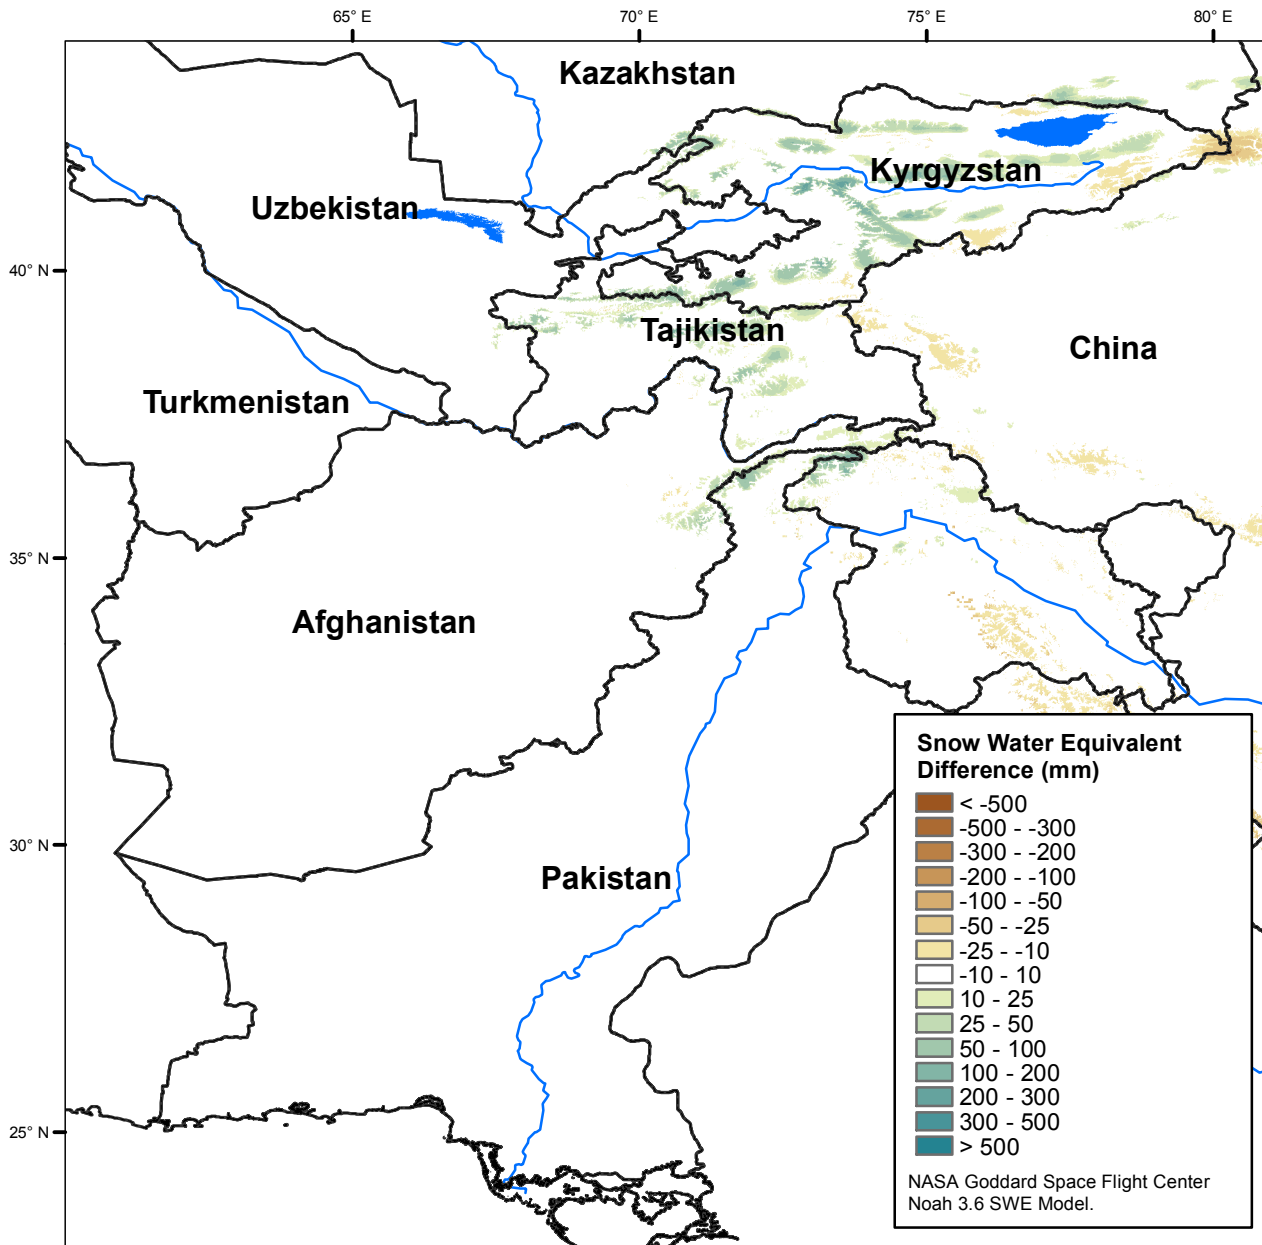 65° E
70° E
75° E
80° E
Kazakhstan
Kyrgyzstan
Uzbekistan
40° N
Tajikistan
China
Turkmenistan
35° N
Afghanistan
30° N
Pakistan
25° N
Snow Water Equivalent
Difference (mm)
< -500
-500 - -300
-300 - -200
-200 - -100
-100 - -50
-50 - -25
-25 - -10
-10 - 10
10 - 25
25 - 50
50 - 100
100 - 200
200 - 300
300 - 500
> 500
NASA Goddard Space Flight Center
Noah 3.6 SWE Model.